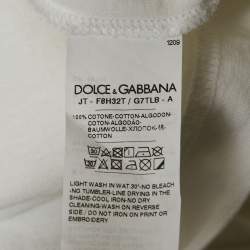 1209
DOLCE & GABBANA
JT - F8H32T / G7TLB - A
100% COTONE-COTTON-ALGODON-
COTTON-ALGODÃO-
BAUMWOLLE-ХЛОПОК-棉-
COTTON
LIGHT WASH IN WAT.30°-NO BLEACH
-NO TUMBLER-LINE DRYING IN THE
SHADE-COOL IRON-NO DRY
CLEANING/WASH ON REVERSE
SIDE/ DO NOT IRON ON PRINT OR
EMBROIDERY